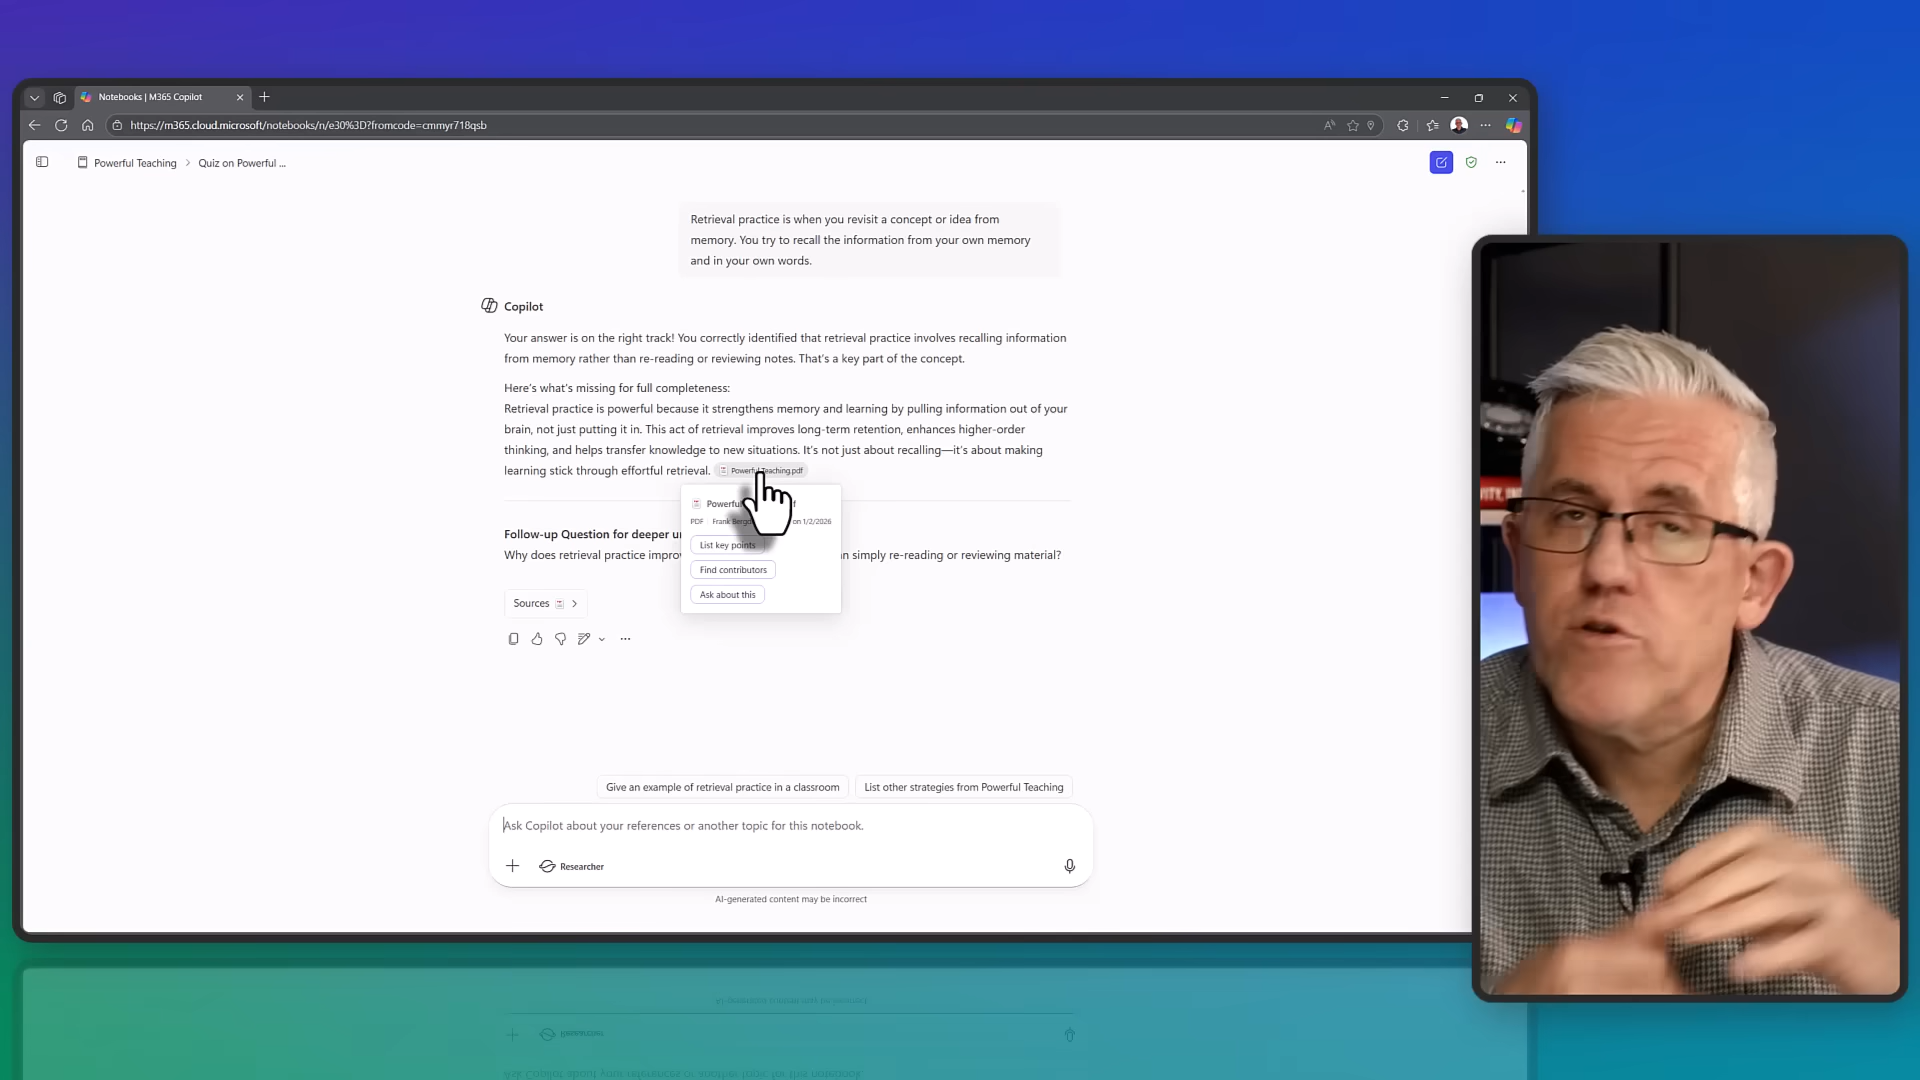 Notebooks | M365 Copilot
https://m365.cloud.microsoft/notebooks/n/e30%3D?fromcode=cmmyr718qsb
Powerful Teaching > Quiz on Powerful ...
Retrieval practice is when you revisit a concept or idea from
memory. You try to recall the information from your own memory
and in your own words.
Copilot
Your answer is on the right track! You correctly identified that retrieval practice involves recalling information
from memory rather than re-reading or reviewing notes. That's a key part of the concept.
Here's what's missing for full completeness:
Retrieval practice is powerful because it strengthens memory and learning by pulling information out of your
brain, not just putting it in. This act of retrieval improves long-term retention, enhances higher-order
thinking, and helps transfer knowledge to new situations. It's not just about recalling—it's about making
learning stick through effortful retrieval. Powerful Teaching.pdf
Powerful
PDF Frank on 1/2/2026
List key points
Find contributors
Ask about this
Follow-up Question for deeper
Why does retrieval practice simply re-reading or reviewing material?
Sources
Give an example of retrieval practice in a classroom
List other strategies from Powerful Teaching
Ask Copilot about your references or another topic for this notebook.
Researcher
AI-generated content may be incorrect